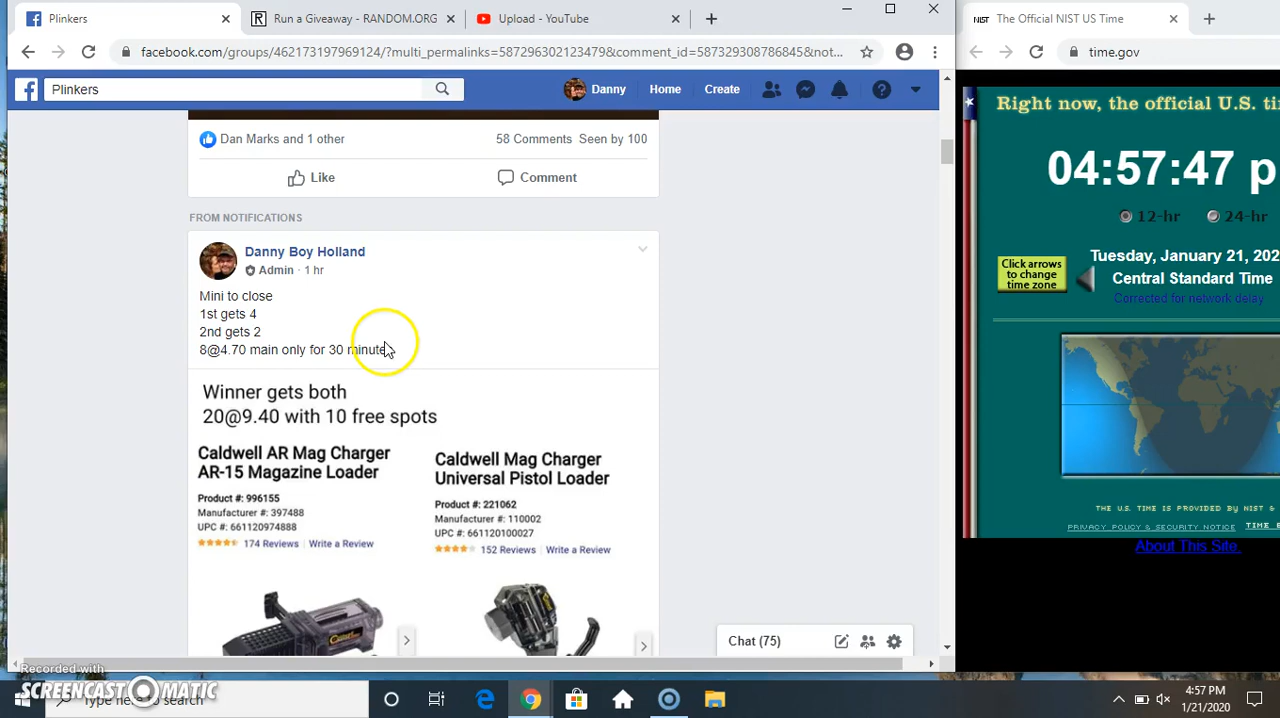 Plinkers
Run a Giveaway - RANDOM.ORG
Upload - YouTube
The Official NIST US Time
facebook.com/groups/462173197969124/?multi_permalinks=587296302123479&comment_id=587329308786845&not...
time.gov
Plinkers
Danny
Home
Create
Right now, the official U.S. ti
Dan Marks and 1 other
58 Comments Seen by 100
04:57:47 p
Like
Comment
FROM NOTIFICATIONS
12-hr
24-hr
Danny Boy Holland
Admin · 1 hr
Tuesday, January 21, 202
Click arrows
to change
time zone
Central Standard Time
Corrected for network delay
Mini to close
1st gets 4
2nd gets 2
8@4.70 main only for 30 minute
Winner gets both
20@9.40 with 10 free spots
Caldwell AR Mag Charger
AR-15 Magazine Loader
Product #: 996155
Manufacturer #: 397488
UPC #: 661120974888
174 Reviews
Write a Review
Caldwell Mag Charger
Universal Pistol Loader
Product #: 221062
Manufacturer #: 110002
UPC #: 661120100027
152 Reviews
Write a Review
THE U.S. TIME IS PROVIDED BY NIST &
PRIVACY POLICY & SECURITY NOTICE
TIME E
About This Site
Chat (75)
Recorded with
SCREENCAST MATIC
Type here to search
4:57 PM
1/21/2020